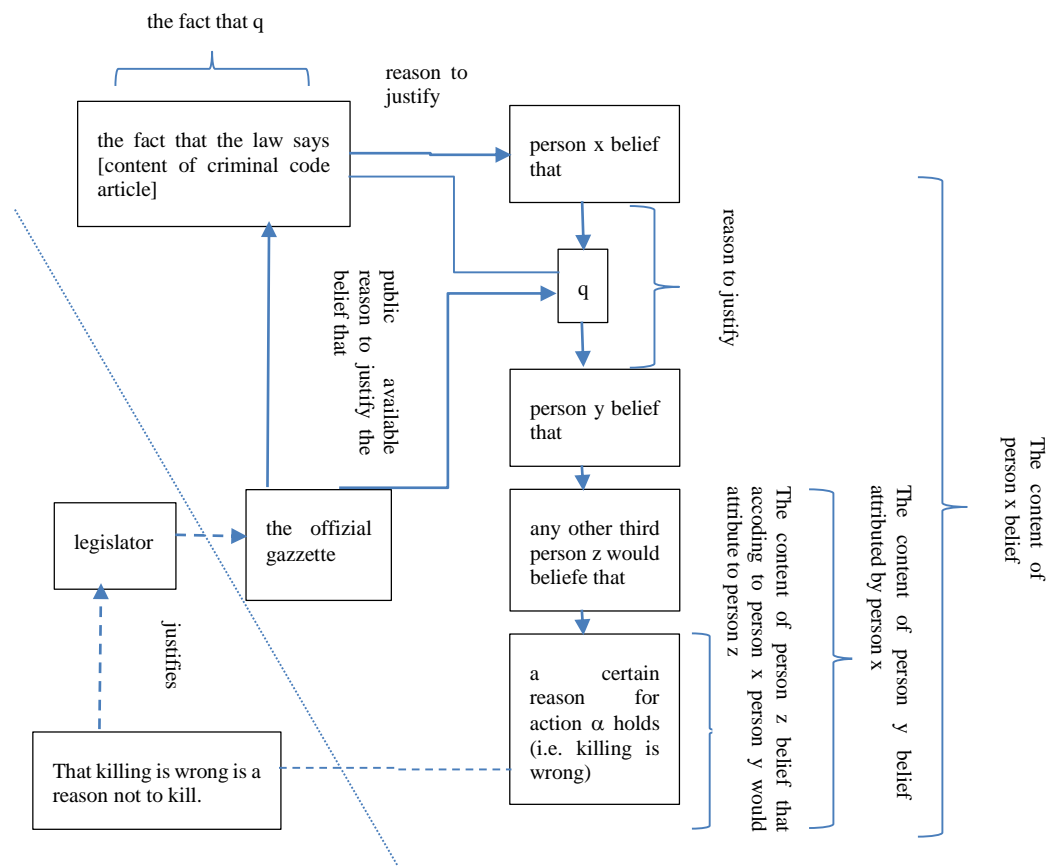 the fact that q
reason to
justify
the fact that the law says
[content of criminal code
article]
person x belief
that
q
reason to justify
public available
reason to justify the
belief that
person y belief
that
legislator
the offizial
gazzette
any other third
person z would
beliefe that
justifies
a certain
reason for
action α holds
(i.e. killing is
wrong)
That killing is wrong is a
reason not to kill.
The content of person z belief that
accoding to person x person y would
attribute to person z
The content of person y belief
attributed by person x
The content of
person x belief